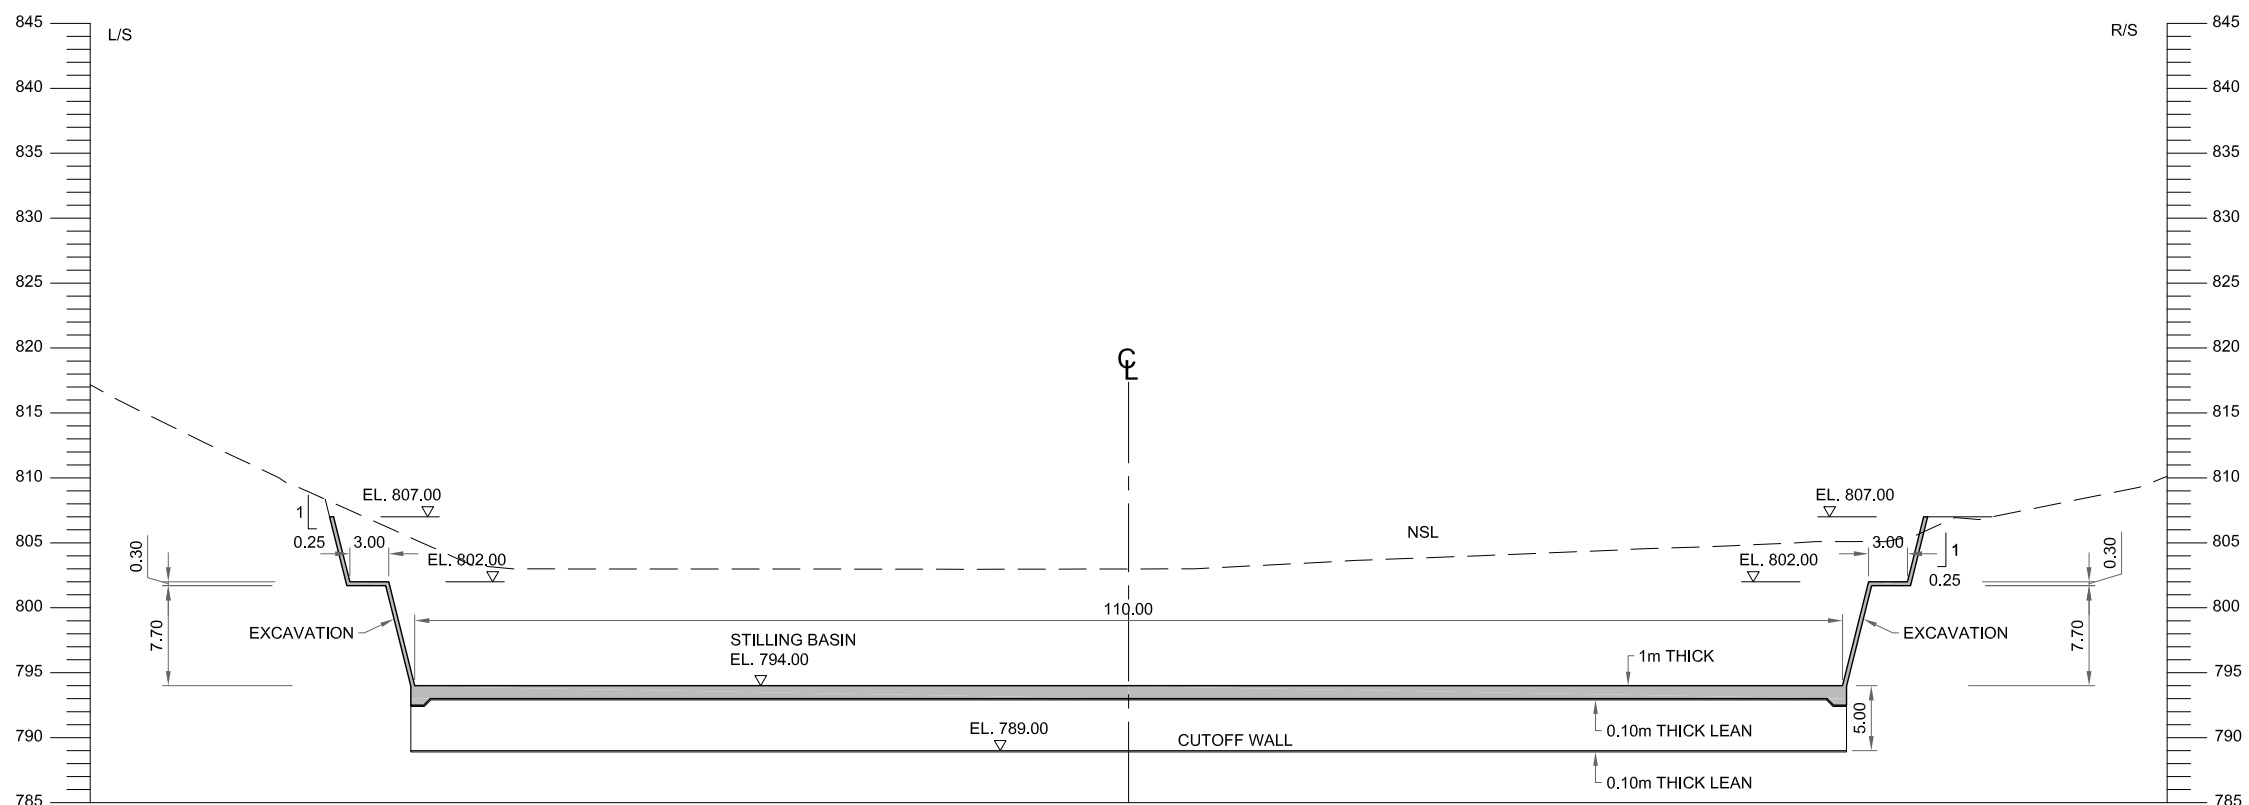 845
L/S
R/S
845
840
840
835
835
830
830
825
825
820
820
CL
815
815
810
810
EL. 807.00
EL. 807.00
1
0.25
3.00
NSL
3.00
1
0.25
805
805
0.30
0.30
EL. 802.00
EL. 802.00
800
800
110.00
7.70
7.70
EXCAVATION
EXCAVATION
STILLING BASIN
EL. 794.00
1m THICK
795
795
5.00
EL. 789.00
0.10m THICK LEAN
790
790
CUTOFF WALL
0.10m THICK LEAN
785
785